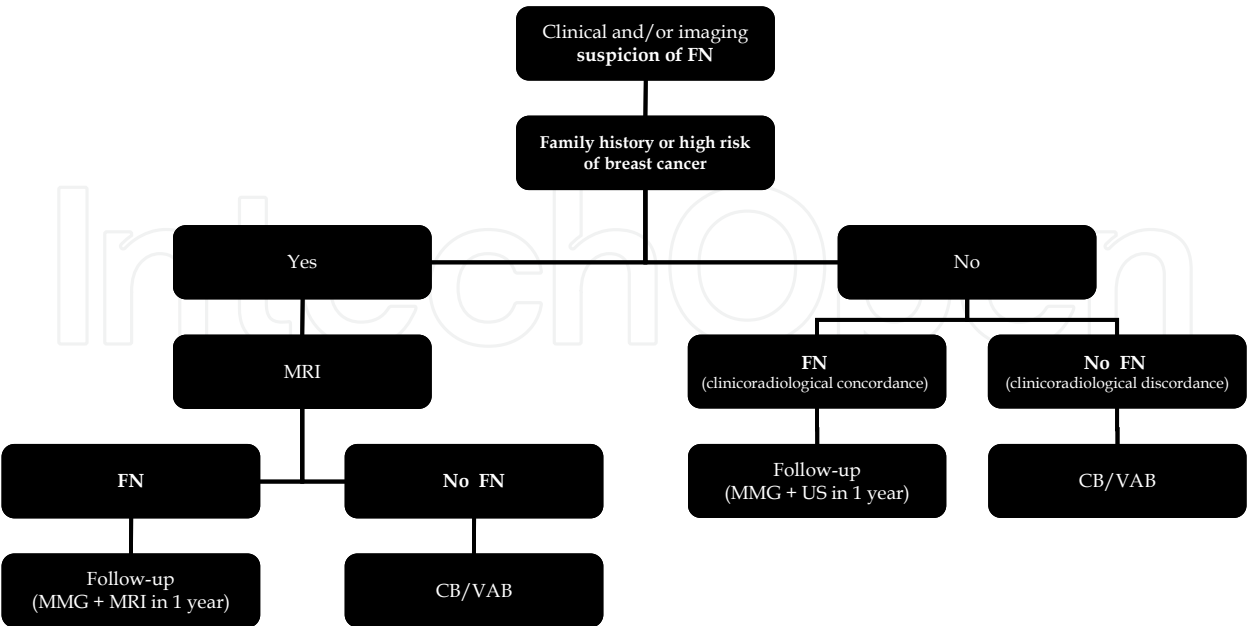 Clinical and/or imaging
suspicion of FN
Family history or high risk
of breast cancer
IntechOpen
Yes
No
MRI
FN
(clinicoradiological concordance)
No FN
(clinicoradiological discordance)
FN
No FN
Follow-up
(MMG + US in 1 year)
CB/VAB
Follow-up
(MMG + MRI in 1 year)
CB/VAB